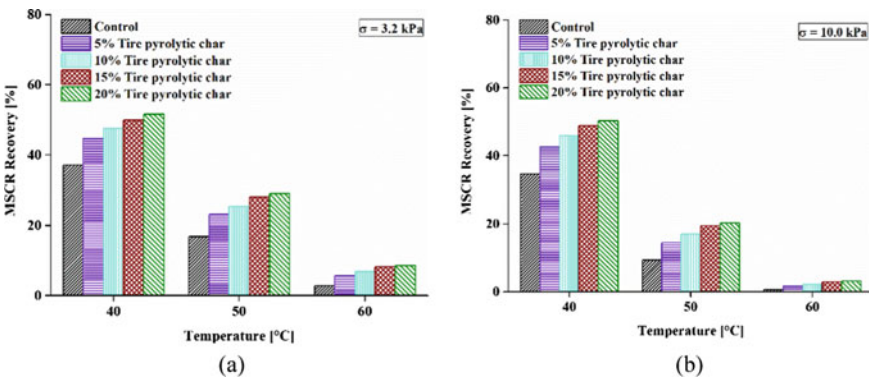 Control
5% Tire pyrolytic char
10% Tire pyrolytic char
15% Tire pyrolytic char
20% Tire pyrolytic char
σ = 3.2 kPa
MSCR Recovery [%]
80
60
40
20
0
40 50 60
Temperature [°C]
(a)
Control
5% Tire pyrolytic char
10% Tire pyrolytic char
15% Tire pyrolytic char
20% Tire pyrolytic char
σ = 10.0 kPa
MSCR Recovery [%]
80
60
40
20
0
40 50 60
Temperature [°C]
(b)